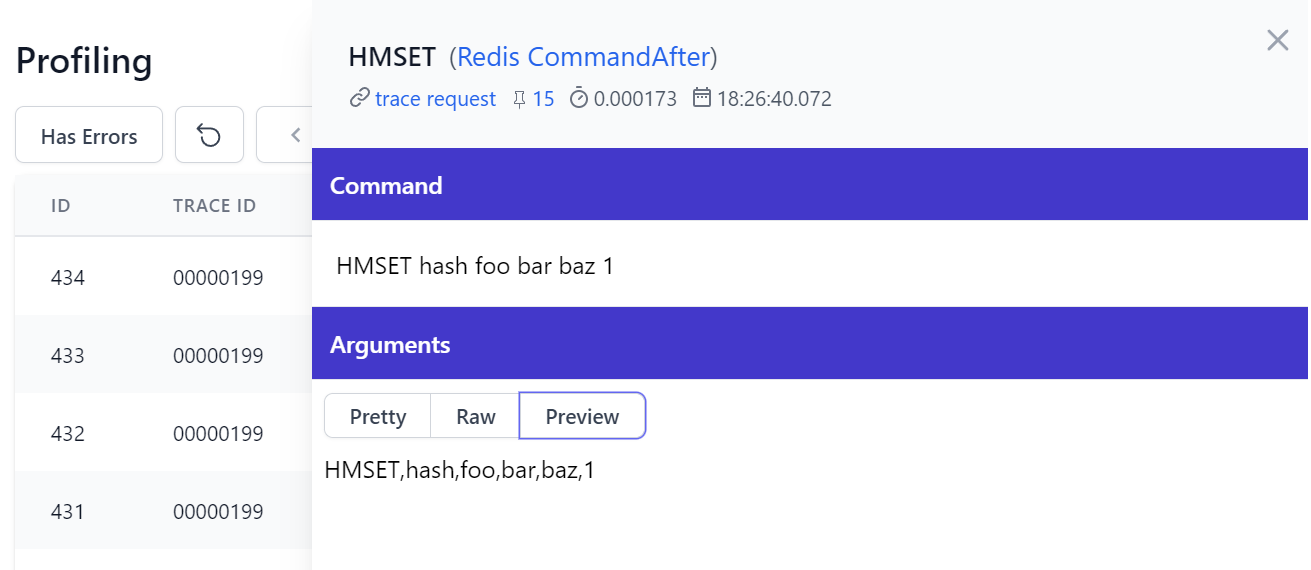 Profiling
Has Errors
ID TRACE ID
434 00000199
433 00000199
432 00000199
431 00000199
HMSET (Redis CommandAfter)
trace request 15 0.000173 18:26:40.072
Command
HMSET hash foo bar baz 1
Arguments
Pretty Raw Preview
HMSET,hash,foo,bar,baz,1